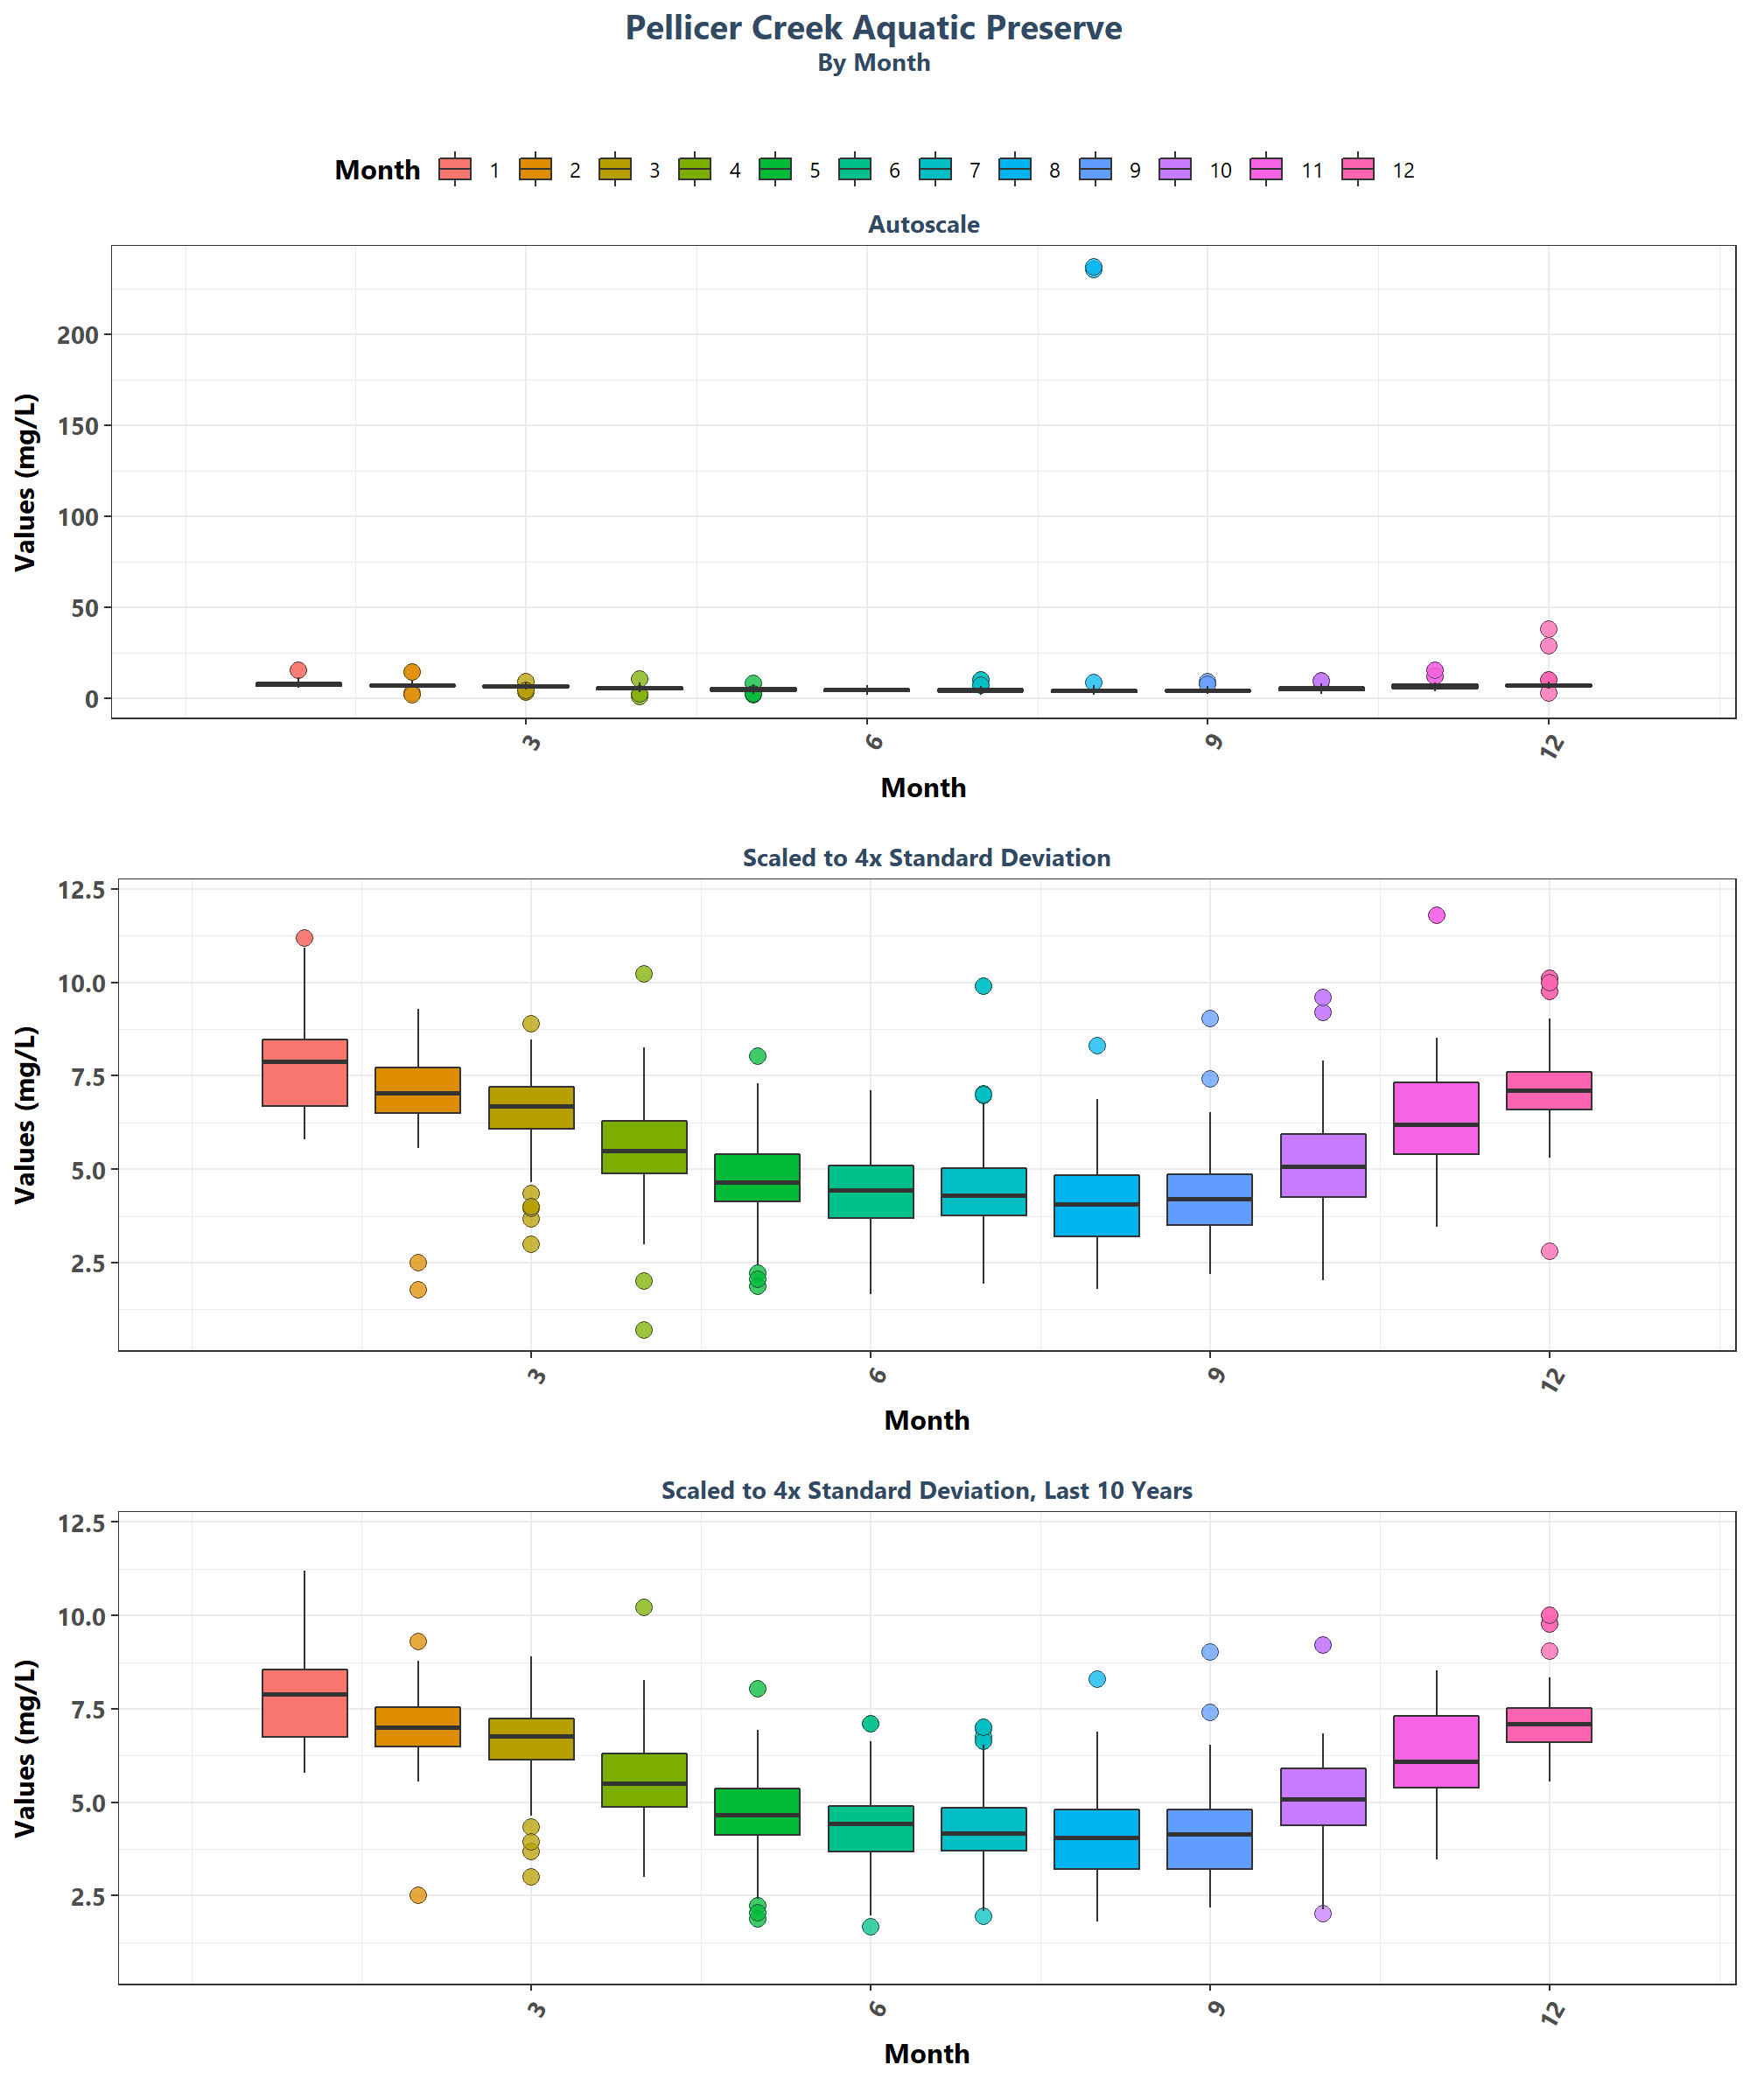 Pellicer Creek Aquatic Preserve
By Month
Month 1 2 3 4 5 6 7 8 9 10 11 12
Autoscale
Values (mg/L)
200
150
100
50
0
3 6 9 12
Month
Scaled to 4x Standard Deviation
Values (mg/L)
12.5
10.0
7.5
5.0
2.5
3 6 9 12
Month
Scaled to 4x Standard Deviation, Last 10 Years
Values (mg/L)
12.5
10.0
7.5
5.0
2.5
3 6 9 12
Month